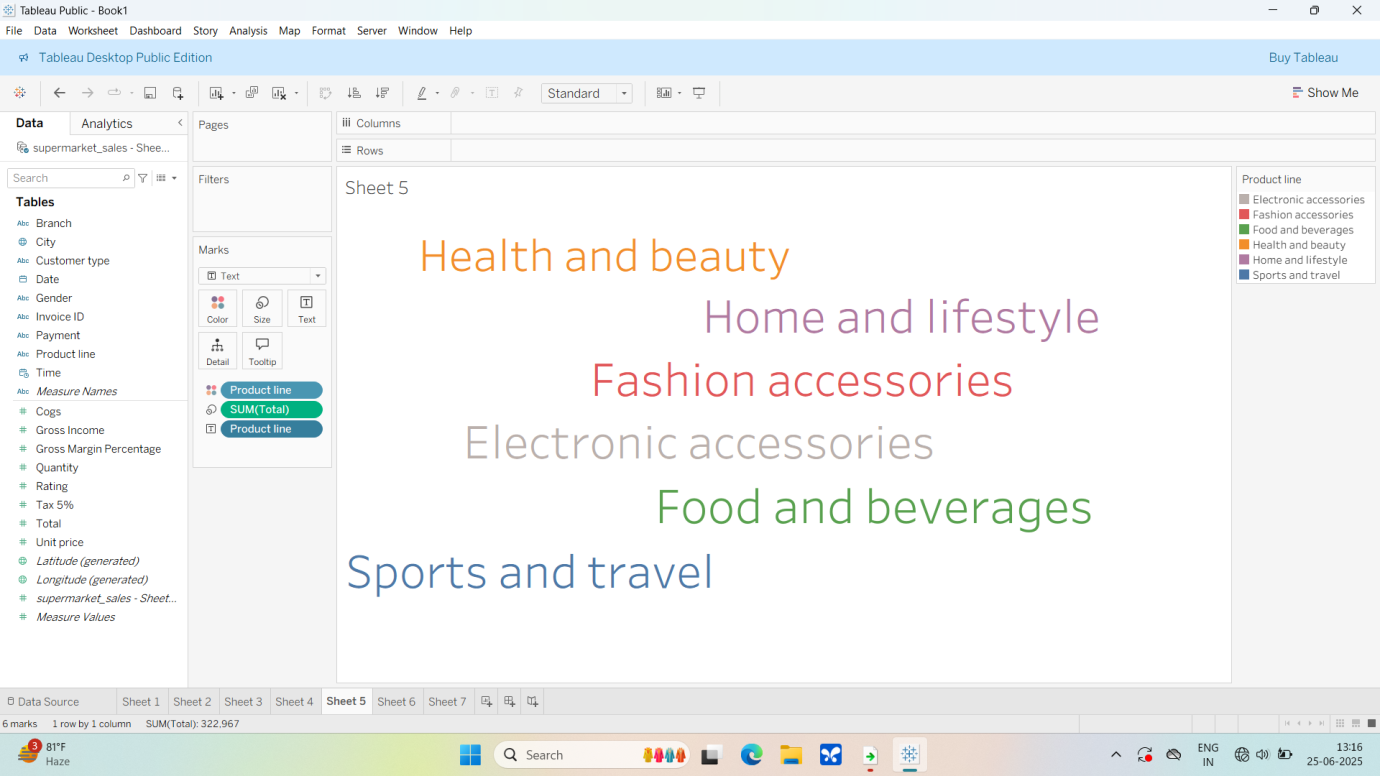 Tableau Public - Book1
File Data Worksheet Dashboard Story Analysis Map Format Server Window Help
Tableau Desktop Public Edition
Buy Tableau
Standard
Show Me
Data
Analytics
supermarket_sales - Shee...
Search
Tables
Abc Branch
City
Abc Customer type
Date
Abc Gender
Abc Invoice ID
Abc Payment
Abc Product line
Time
Abc Measure Names
# Cogs
# Gross Income
# Gross Margin Percentage
# Quantity
# Rating
# Tax 5%
# Total
# Unit price
Latitude (generated)
Longitude (generated)
# supermarket_sales - Sheet...
# Measure Values
Pages
Filters
Marks
Text
Color
Size
Text
Detail
Tooltip
Product line
SUM(Total)
Product line
Columns
Rows
Sheet 5
Health and beauty
Home and lifestyle
Fashion accessories
Electronic accessories
Food and beverages
Sports and travel
Product line
Electronic accessories
Fashion accessories
Food and beverages
Health and beauty
Home and lifestyle
Sports and travel
Data Source Sheet 1 Sheet 2 Sheet 3 Sheet 4 Sheet 5 Sheet 6 Sheet 7
6 marks 1 row by 1 column SUM(Total): 322.967
3
81°F
Haze
Search
ENG
IN
13:16
25-06-2025